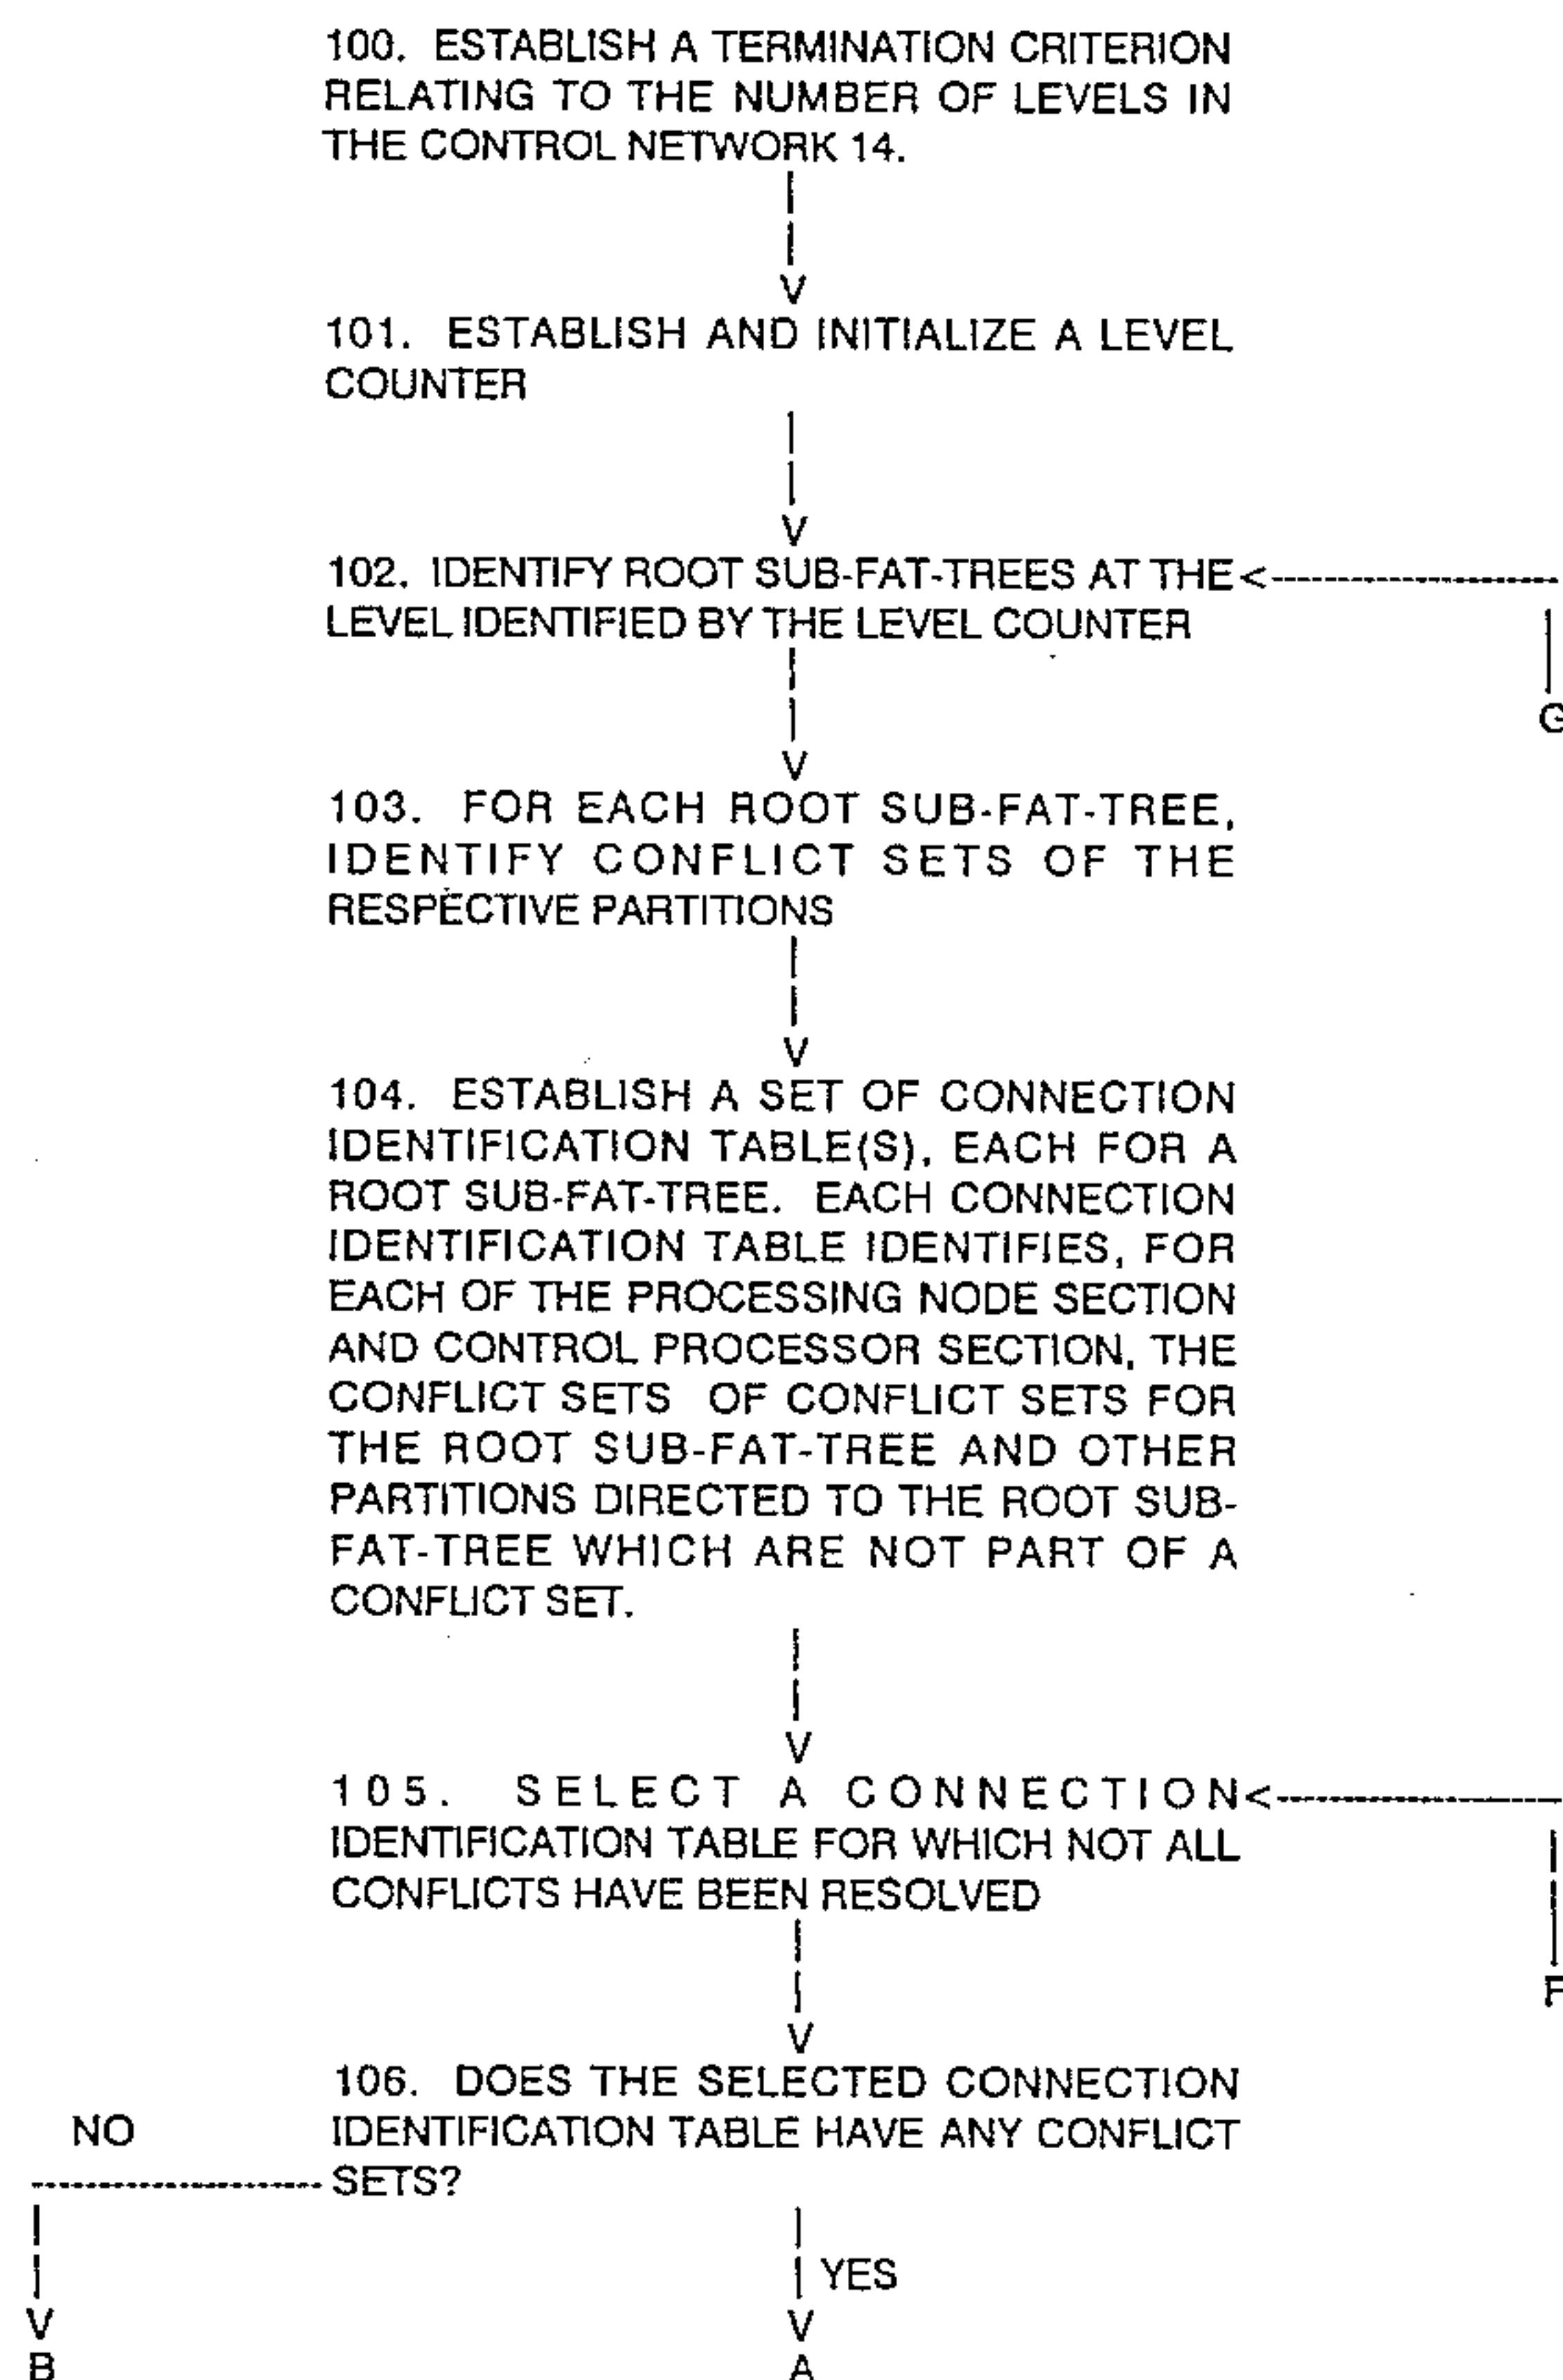 100. ESTABLISH A TERMINATION CRITERION
RELATING TO THE NUMBER OF LEVELS IN
THE CONTROL NETWORK 14.
101. ESTABLISH AND INITIALIZE A LEVEL
COUNTER
102. IDENTIFY ROOT SUB-FAT-TREES AT THE
LEVEL IDENTIFIED BY THE LEVEL COUNTER
G
103. FOR EACH ROOT SUB-FAT-TREE,
IDENTIFY CONFLICT SETS OF THE
RESPECTIVE PARTITIONS
104. ESTABLISH A SET OF CONNECTION
IDENTIFICATION TABLE(S), EACH FOR A
ROOT SUB-FAT-TREE. EACH CONNECTION
IDENTIFICATION TABLE IDENTIFIES, FOR
EACH OF THE PROCESSING NODE SECTION
AND CONTROL PROCESSOR SECTION, THE
CONFLICT SETS OF CONFLICT SETS FOR
THE ROOT SUB-FAT-TREE AND OTHER
PARTITIONS DIRECTED TO THE ROOT SUB-
FAT-TREE WHICH ARE NOT PART OF A
CONFLICT SET.
105. SELECT A CONNECTION
IDENTIFICATION TABLE FOR WHICH NOT ALL
CONFLICTS HAVE BEEN RESOLVED
F
106. DOES THE SELECTED CONNECTION
IDENTIFICATION TABLE HAVE ANY CONFLICT
SETS?
NO
YES
B
A